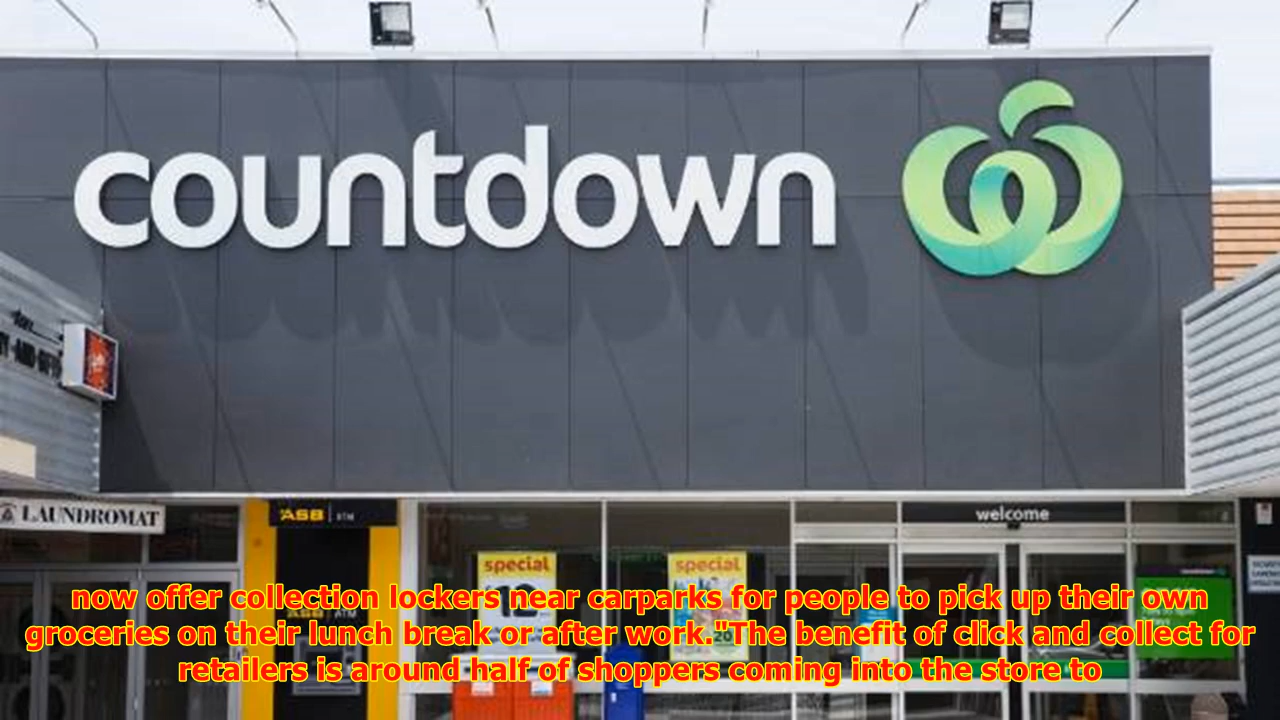 countdown
LAUNDROMAT
ASB ATM
welcome
special
special
now offer collection lockers near carparks for people to pick up their own
groceries on their lunch break or after work."The benefit of click and collect for
retailers is around half of shoppers coming into the store to